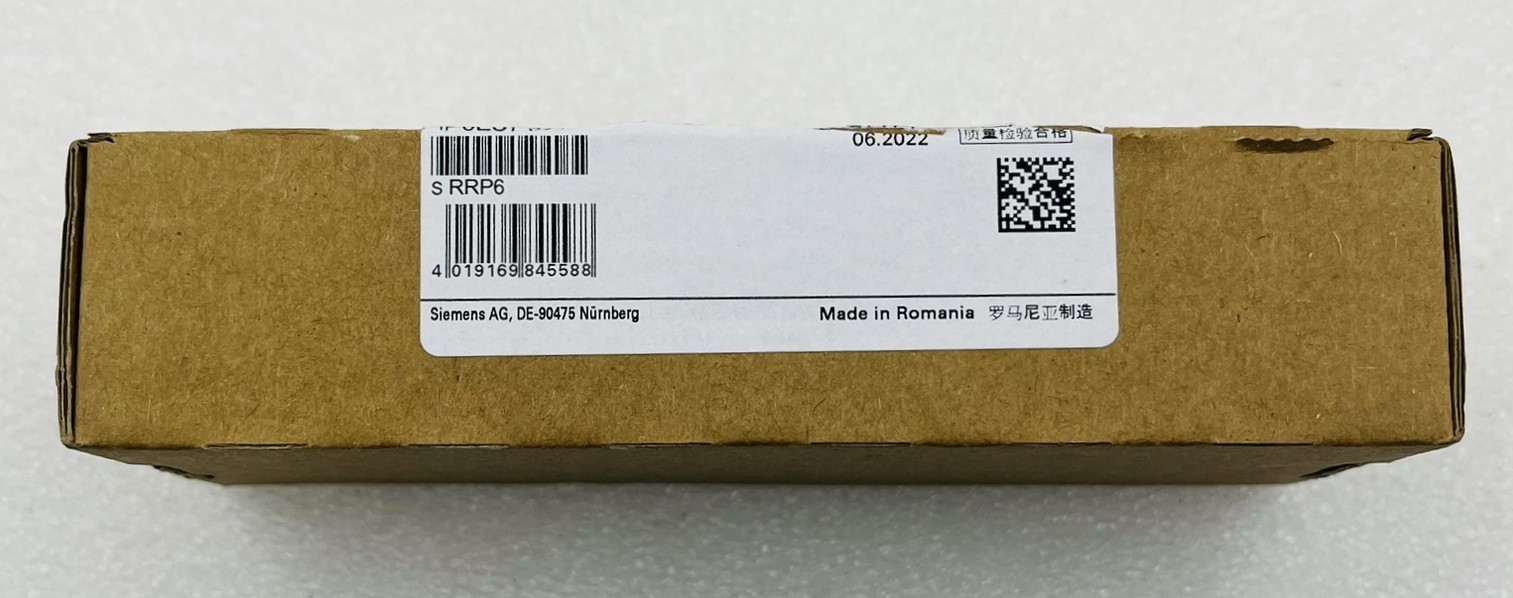 06.2022
质量检验合格
S RRP6
4 019169 845588
Siemens AG, DE-90475 Nürnberg
Made in Romania 罗马尼亚制造